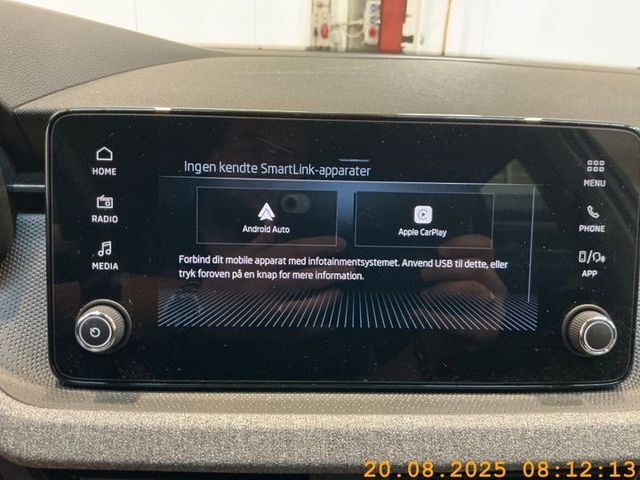 Ingen kendte SmartLink-apparater
HOME
MENU
RADIO
Android Auto
Apple CarPlay
PHONE
MEDIA
Forbind dit mobile apparat med infotainmentsystemet. Anvend USB til dette, eller
tryk foroven på en knap for mere information.
APP
20.08.2025 08:12:13